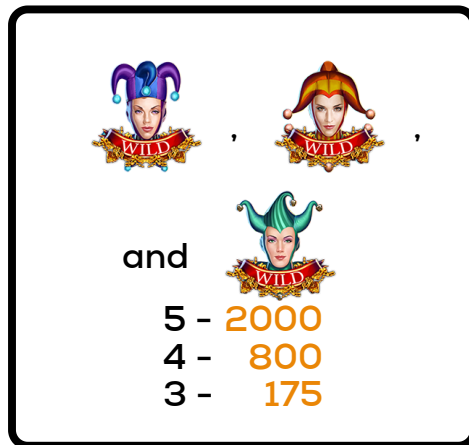 WILD , WILD ,
and WILD
5 - 2000
4 - 800
3 - 175